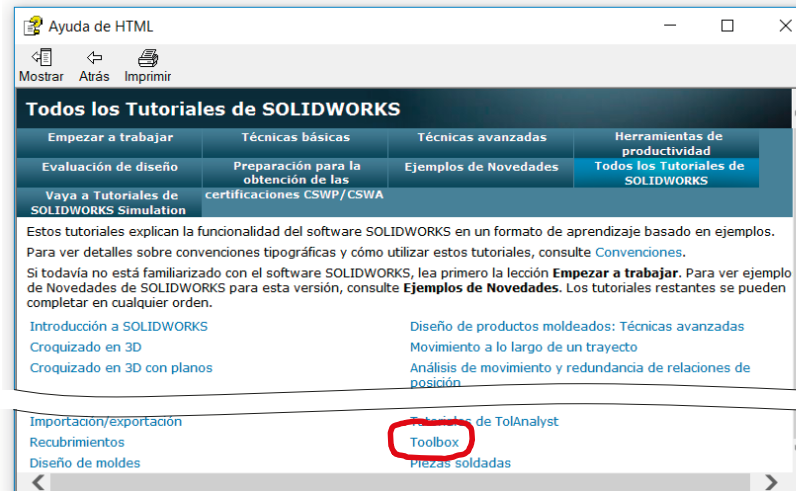 Ayuda de HTML
Mostrar Atrás Imprimir
Todos los Tutoriales de SOLIDWORKS
Empezar a trabajar
Técnicas básicas
Técnicas avanzadas
Herramientas de
productividad
Evaluación de diseño
Preparación para la
obtención de las
certificaciones CSWP/CSWA
Ejemplos de Novedades
Todos los Tutoriales de
SOLIDWORKS
Vaya a Tutoriales de
SOLIDWORKS Simulation
Estos tutoriales explican la funcionalidad del software SOLIDWORKS en un formato de aprendizaje basado en ejemplos.
Para ver detalles sobre convenciones tipográficas y cómo utilizar estos tutoriales, consulte Convenciones.
Si todavía no está familiarizado con el software SOLIDWORKS, lea primero la lección Empezar a trabajar. Para ver ejemplo
de Novedades de SOLIDWORKS para esta versión, consulte Ejemplos de Novedades. Los tutoriales restantes se pueden
completar en cualquier orden.
Introducción a SOLIDWORKS
Croquizado en 3D
Croquizado en 3D con planos
Diseño de productos moldeados: Técnicas avanzadas
Movimiento a lo largo de un trayecto
Análisis de movimiento y redundancia de relaciones de
posición
Importación/exportación
Recubrimientos
Diseño de moldes
Tutoriales de TolAnalyst
Toolbox
Piezas soldadas